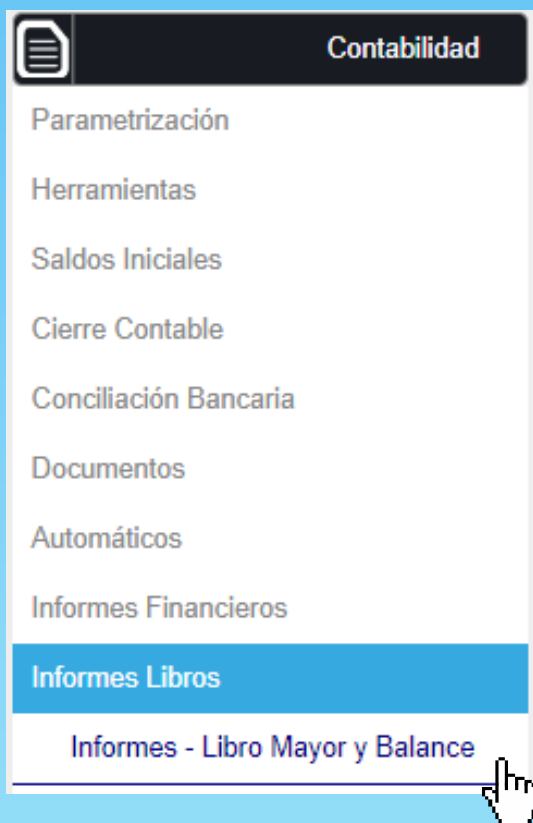 Contabilidad
Parametrización
Herramientas
Saldos Iniciales
Cierre Contable
Conciliación Bancaria
Documentos
Automáticos
Informes Financieros
Informes Libros
Informes - Libro Mayor y Balance